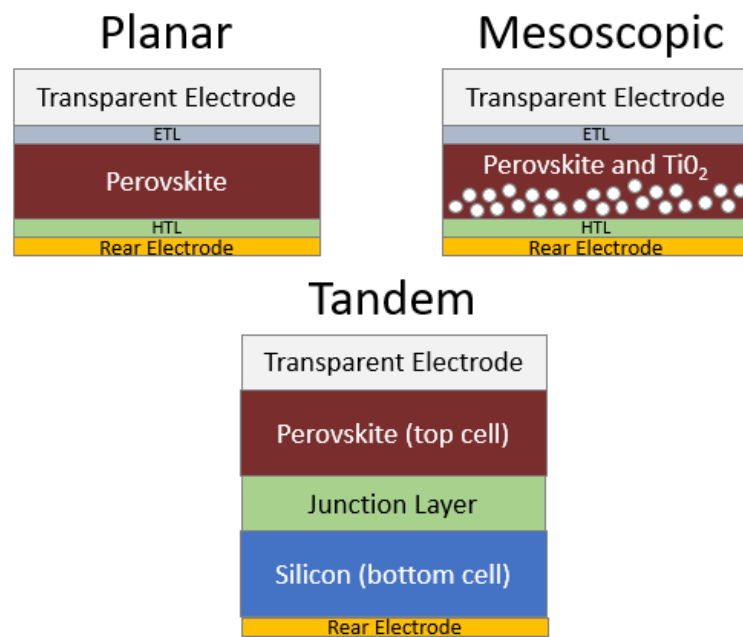 Planar
Transparent Electrode
ETL
Perovskite
HTL
Rear Electrode
Mesoscopic
Transparent Electrode
ETL
Perovskite and TiO₂
HTL
Rear Electrode
Tandem
Transparent Electrode
Perovskite (top cell)
Junction Layer
Silicon (bottom cell)
Rear Electrode